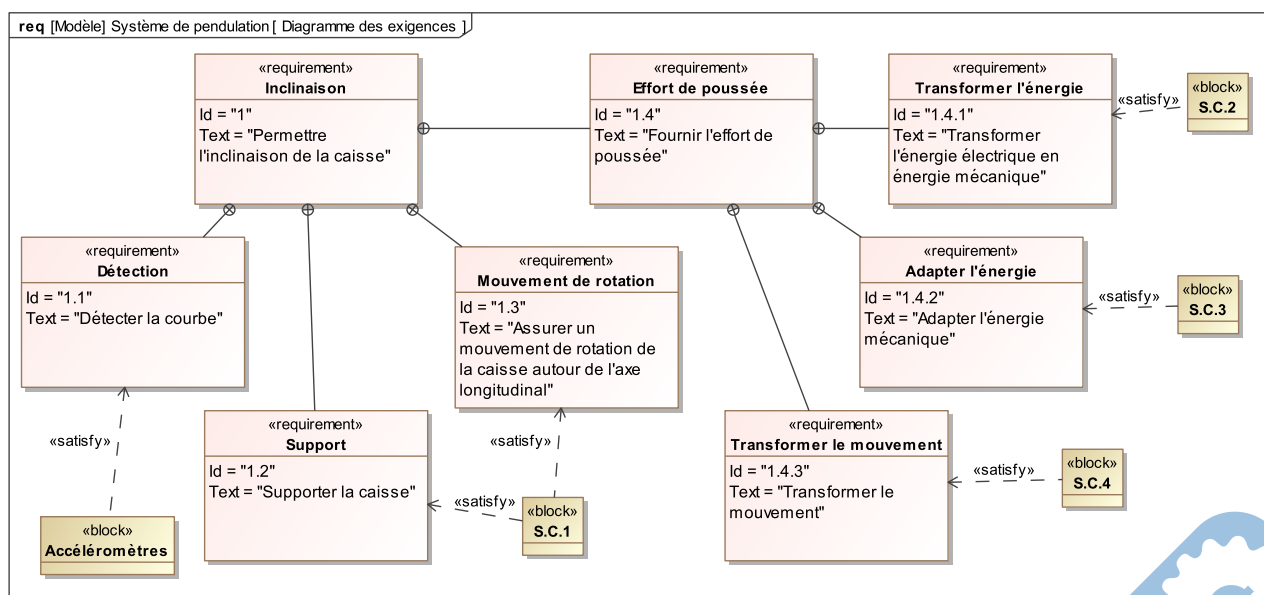 req [Modèle] Système de pendulation [ Diagramme des exigences ]
«requirement»
Inclinaison
Id = "1"
Text = "Permettre
l'inclinaison de la caisse"
«requirement»
Effort de poussée
Id = "1.4"
Text = "Fournir l'effort de
poussée"
«requirement»
Transformer l'énergie
Id = "1.4.1"
Text = "Transformer
l'énergie électrique en
énergie mécanique"
«satisfy»
«block»
S.C.2
«requirement»
Détection
Id = "1.1"
Text = "Détecter la courbe"
«requirement»
Mouvement de rotation
Id = "1.3"
Text = "Assurer un
mouvement de rotation de
la caisse autour de l'axe
longitudinal"
«requirement»
Adapter l'énergie
Id = "1.4.2"
Text = "Adapter l'énergie
mécanique"
«satisfy»
«block»
S.C.3
«satisfy»
«block»
Accéléromètres
«requirement»
Support
Id = "1.2"
Text = "Supporter la caisse"
«satisfy»
«satisfy»
«block»
S.C.1
«requirement»
Transformer le mouvement
Id = "1.4.3"
Text = "Transformer le
mouvement"
«satisfy»
«block»
S.C.4